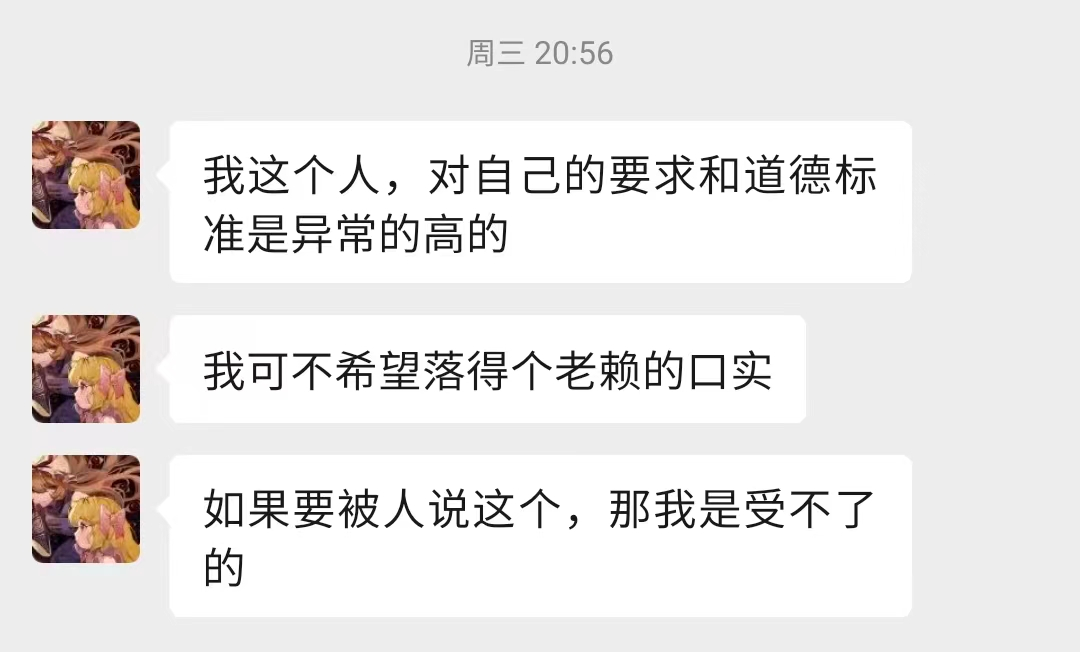 周三 20:56
我这个人，对自己的要求和道德标
准是异常的高的
我可不希望落得个老赖的口实
如果要被人说这个，那我是受不了
的